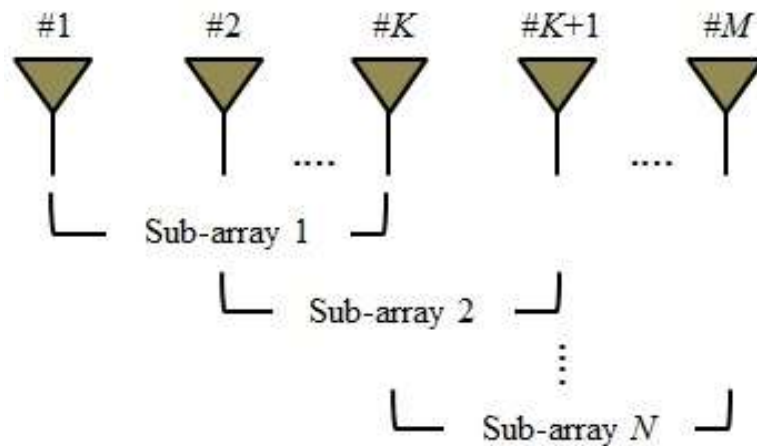 #1 #2 #K #K+1 #M
.... ....
Sub-array 1
Sub-array 2
Sub-array N